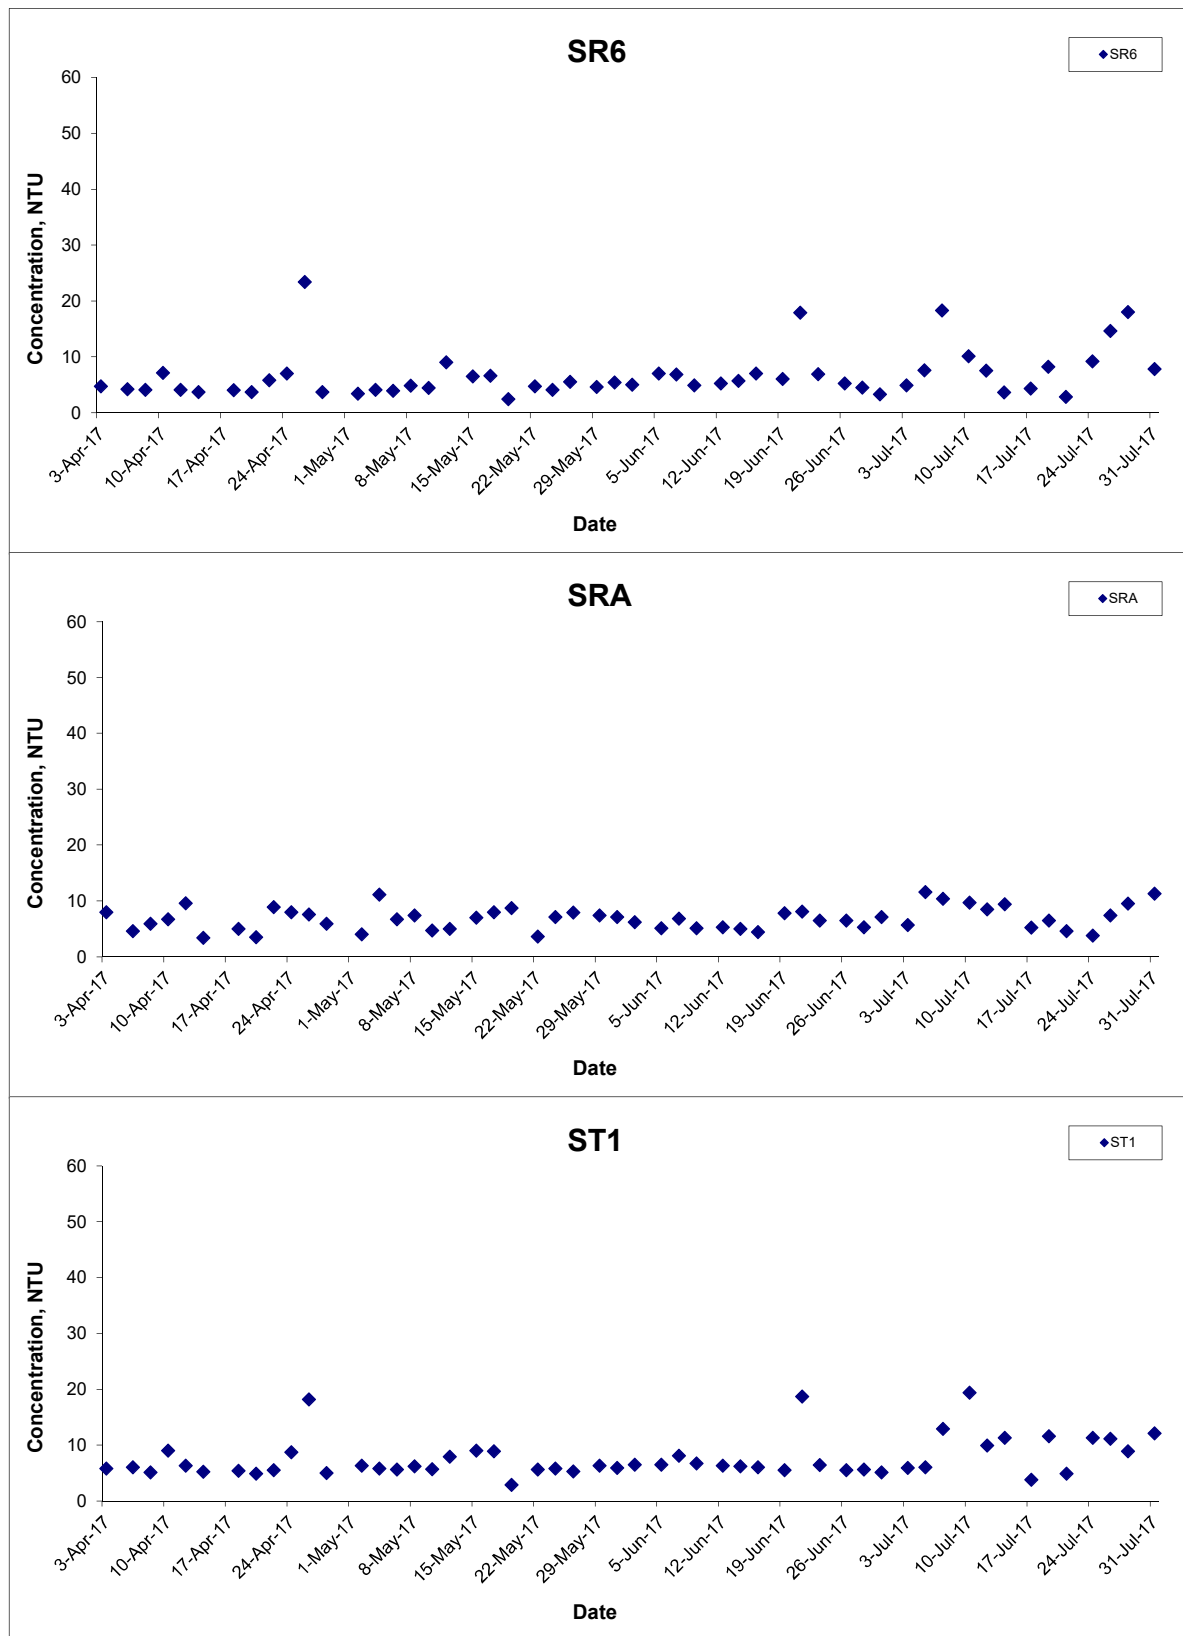 SR6
SR6
60
50
40
30
20
10
0
Concentration, NTU
3-Apr-17
10-Apr-17
17-Apr-17
24-Apr-17
1-May-17
8-May-17
15-May-17
22-May-17
29-May-17
5-Jun-17
12-Jun-17
19-Jun-17
26-Jun-17
3-Jul-17
10-Jul-17
17-Jul-17
24-Jul-17
31-Jul-17
Date
SRA
SRA
60
50
40
30
20
10
0
Concentration, NTU
3-Apr-17
10-Apr-17
17-Apr-17
24-Apr-17
1-May-17
8-May-17
15-May-17
22-May-17
29-May-17
5-Jun-17
12-Jun-17
19-Jun-17
26-Jun-17
3-Jul-17
10-Jul-17
17-Jul-17
24-Jul-17
31-Jul-17
Date
ST1
ST1
60
50
40
30
20
10
0
Concentration, NTU
3-Apr-17
10-Apr-17
17-Apr-17
24-Apr-17
1-May-17
8-May-17
15-May-17
22-May-17
29-May-17
5-Jun-17
12-Jun-17
19-Jun-17
26-Jun-17
3-Jul-17
10-Jul-17
17-Jul-17
24-Jul-17
31-Jul-17
Date